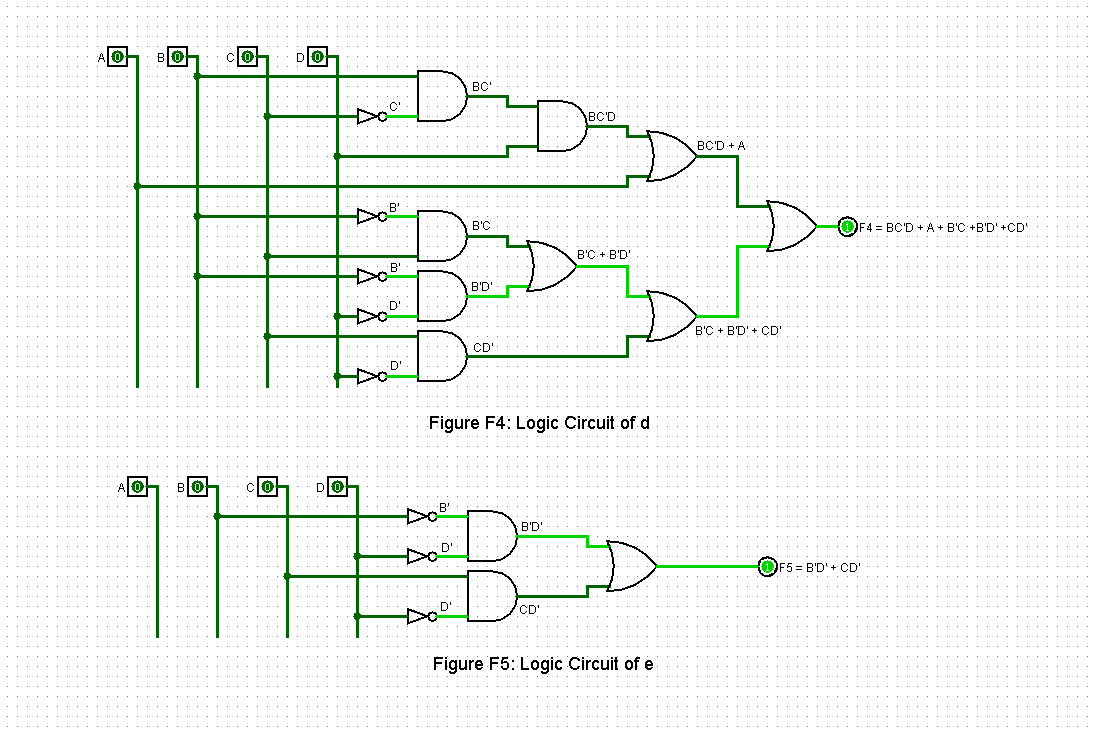 A 0 B 0 C 0 D 0
BC'
C'
BC'D
BC'D + A
B'
B'C
F4 = BC'D + A + B'C +B'D' +CD'
1
B'C + B'D'
B'
B'D'
D'
B'C + B'D' + CD'
CD'
D'
Figure F4: Logic Circuit of d
A 0 B 0 C 0 D 0
B'
B'D'
D'
1 F5 = B'D' + CD'
D'
CD'
Figure F5: Logic Circuit of e